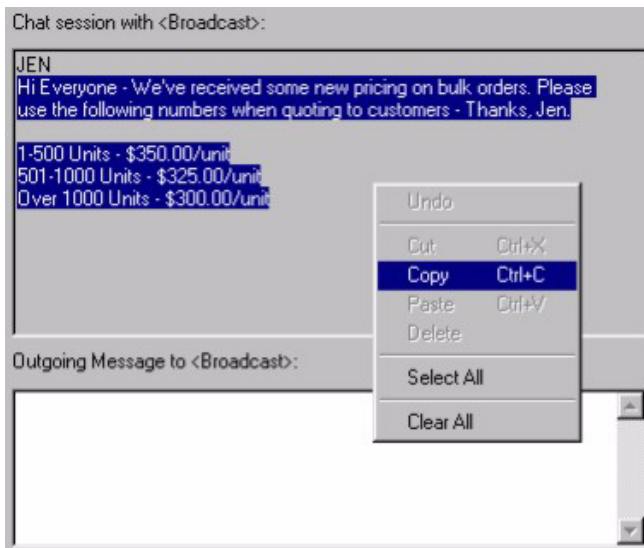 Chat session with <Broadcast>:
JEN
Hi Everyone - We've received some new pricing on bulk orders. Please
use the following numbers when quoting to customers - Thanks, Jen.
1-500 Units - $350.00/unit
501-1000 Units - $325.00/unit
Over 1000 Units - $300.00/unit
Undo
Cut Ctrl+X
Copy Ctrl+C
Paste Ctrl+V
Delete
Select All
Clear All
Outgoing Message to <Broadcast>: